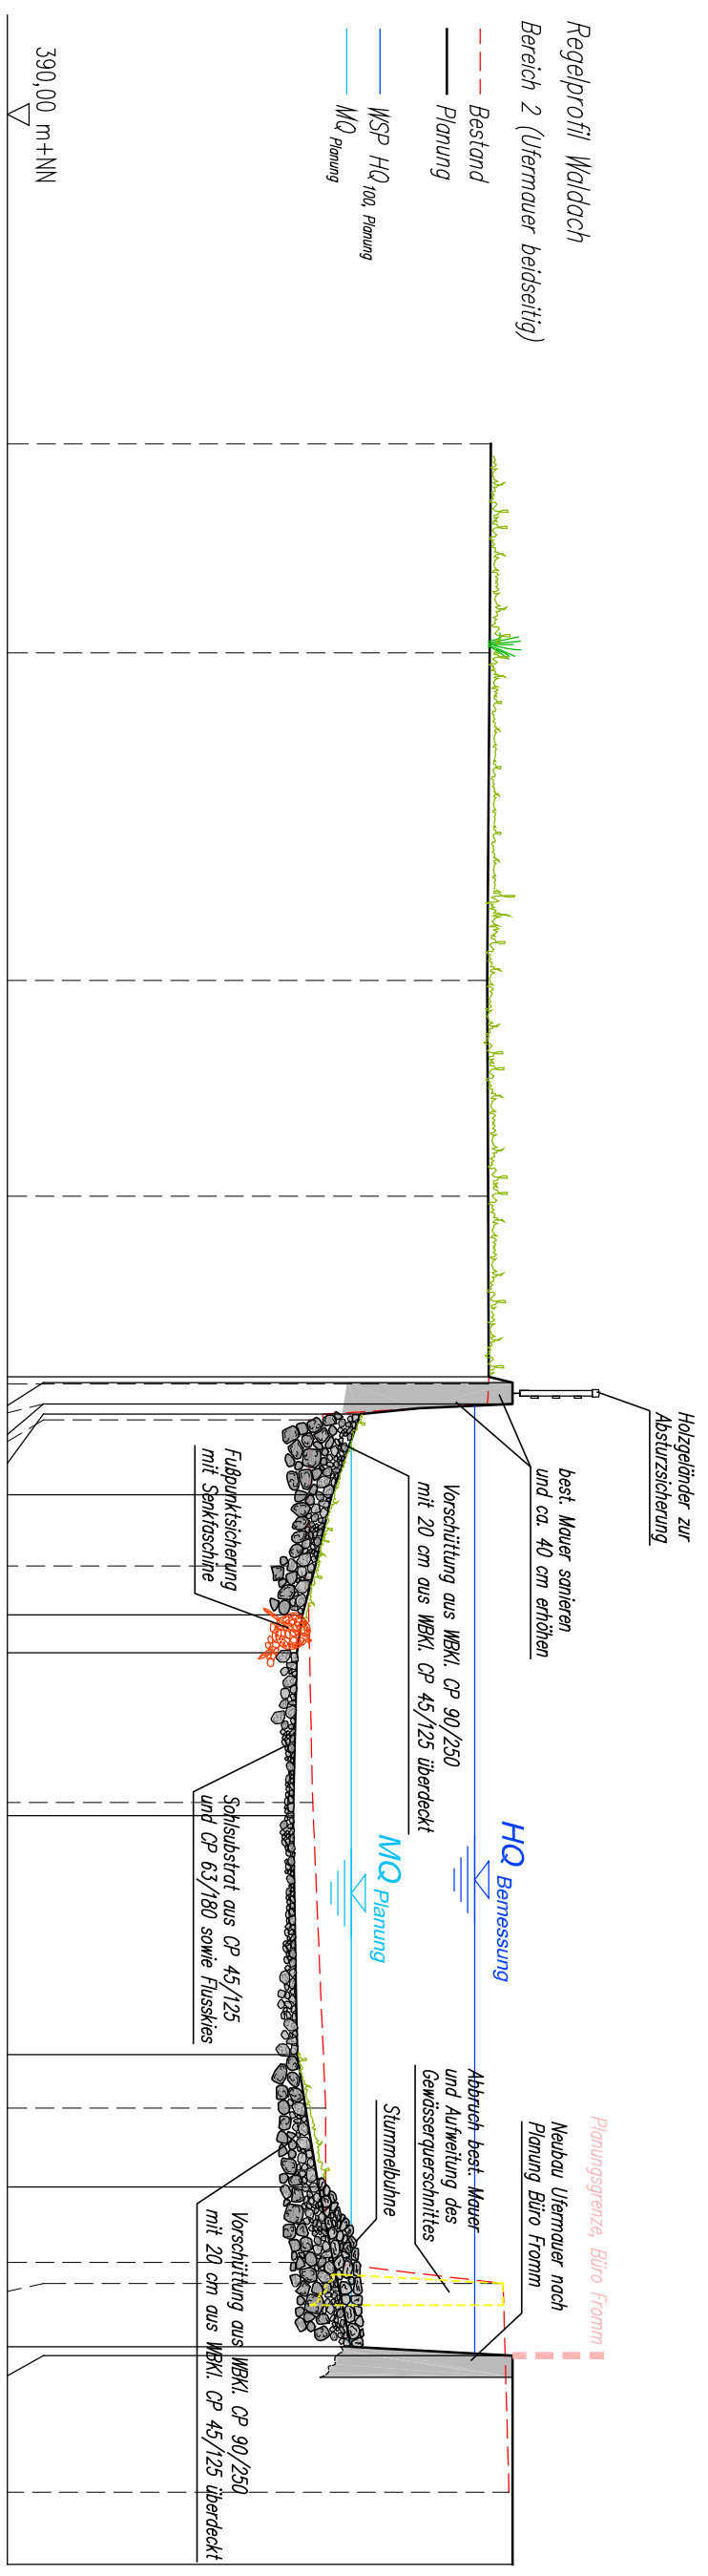 Regelprofil Waldach
Bereich 2 (Ufermauer beidseitig)
Bestand
Planung
WSP HQ100, Planung
MQ Planung
390,00 m+NN
Holzgeländer zur
Absturzsicherung
best. Mauer sanieren
und ca. 40 cm erhöhen
Vorschüttung aus WBKl. CP 90/250
mit 20 cm aus WBKl. CP 45/125 überdeckt
Fußpunktsicherung
mit Senkfaschine
HQ Bemessung
MQ Planung
Sohlsubstrat aus CP 45/125
und CP 63/180 sowie Flusskies
Planungsgrenze, Büro Fromm
Neubau Ufermauer nach
Planung Büro Fromm
Abbruch best. Mauer
und Aufweitung des
Gewässerquerschnittes
Stummelbuhne
Vorschüttung aus WBKl. CP 90/250
mit 20 cm aus WBKl. CP 45/125 überdeckt